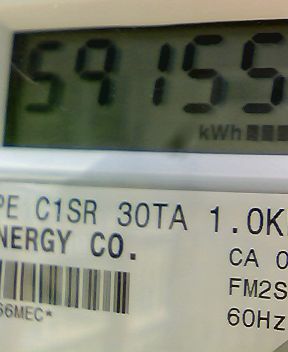 59155
kWh
PE C1SR 30TA 1.0K
NERGY CO.
CA 0
FM2S
66MEC*
60Hz